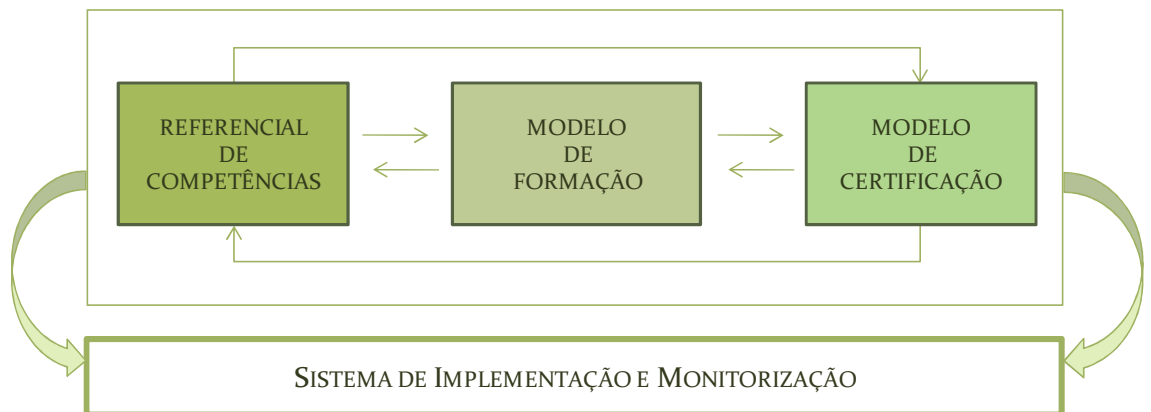 REFERENCIAL
DE
COMPETÊNCIAS
MODELO
DE
FORMAÇÃO
MODELO
DE
CERTIFICAÇÃO
SISTEMA DE IMPLEMENTAÇÃO E MONITORIZAÇÃO